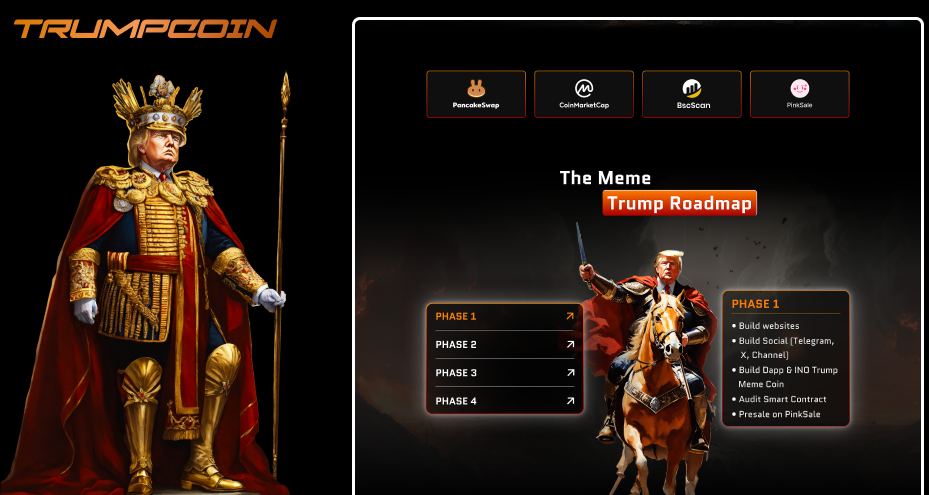 TRUMPCOIN
PancakeSwap
CoinMarketCap
BscScan
PinkSale
The Meme
Trump Roadmap
PHASE 1
PHASE 2
PHASE 3
PHASE 4
PHASE 1
• Build websites
• Build Social (Telegram,
X, Channel)
• Build Dapp & INO Trump
Meme Coin
• Audit Smart Contract
• Presale on PinkSale